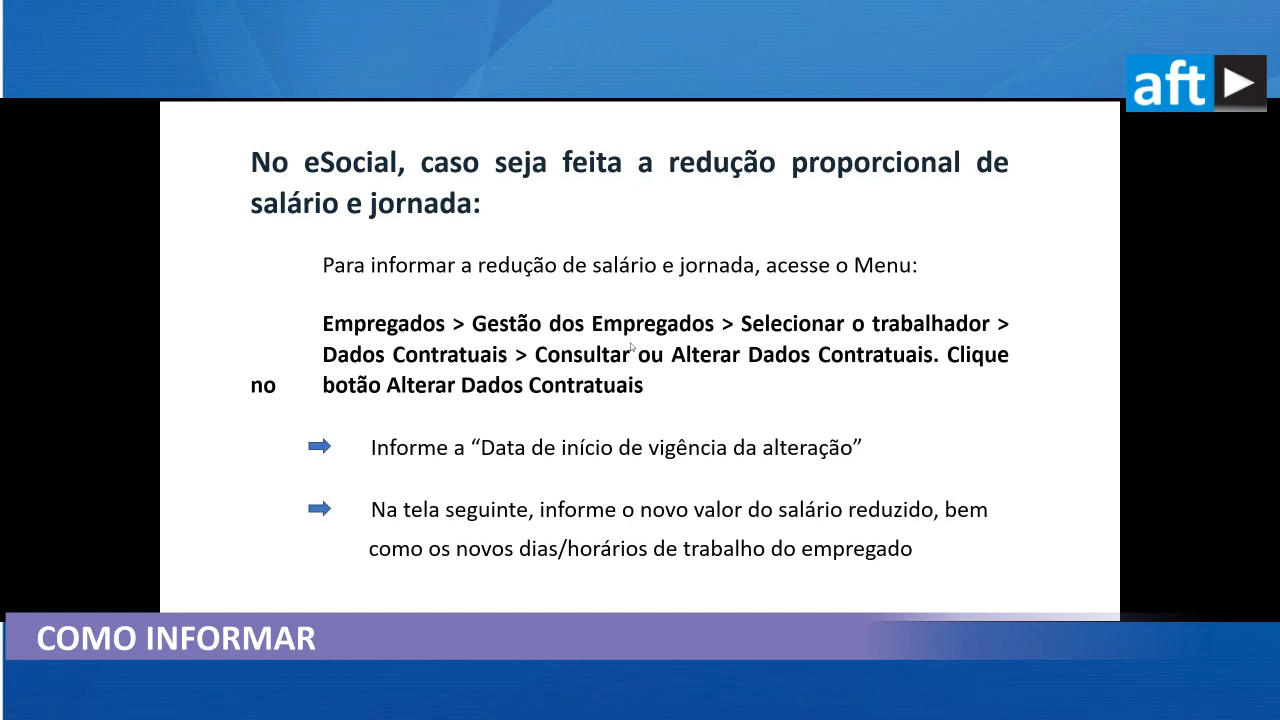 aft
No eSocial, caso seja feita a redução proporcional de
salário e jornada:
Para informar a redução de salário e jornada, acesse o Menu:
Empregados > Gestão dos Empregados > Selecionar o trabalhador >
Dados Contratuais > Consultar ou Alterar Dados Contratuais. Clique
no botão Alterar Dados Contratuais
Informe a “Data de início de vigência da alteração”
Na tela seguinte, informe o novo valor do salário reduzido, bem
como os novos dias/horários de trabalho do empregado
COMO INFORMAR